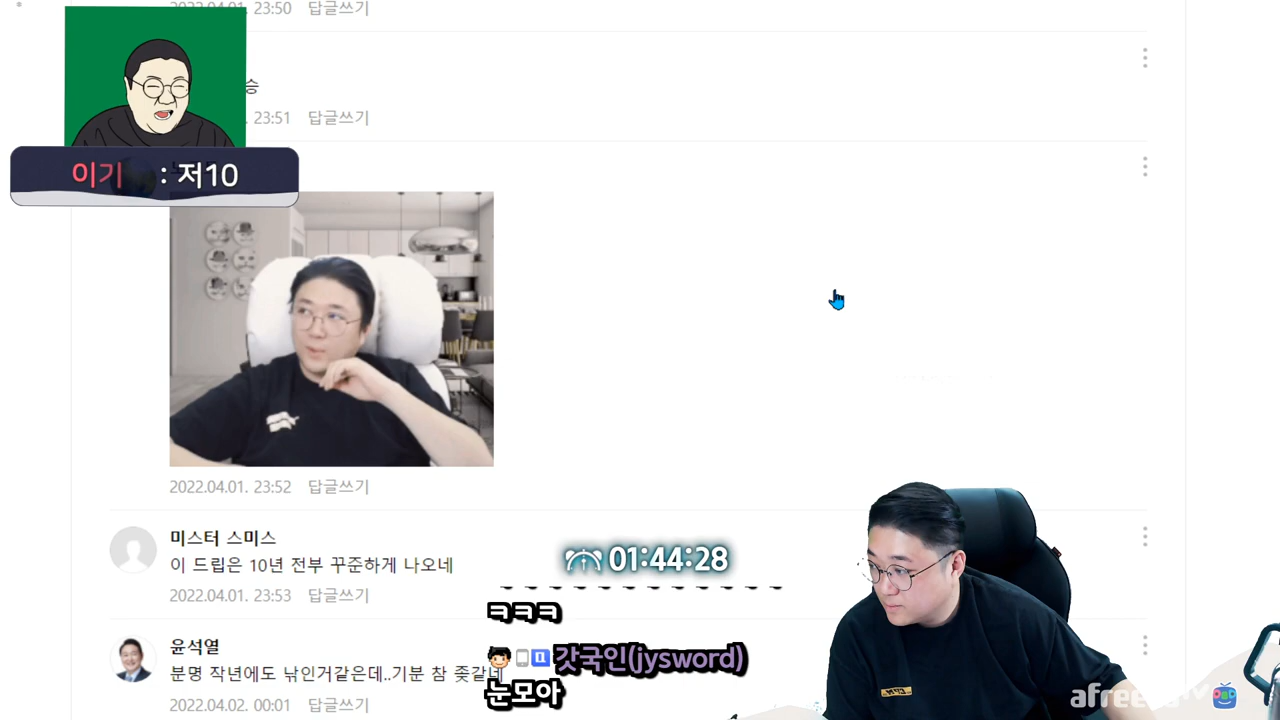 2022.04.01. 23:50 답글쓰기
승
. 23:51 답글쓰기
이기 : 저10
2022.04.01. 23:52 답글쓰기
미스터 스미스
이 드립은 10년 전부 꾸준하게 나오네
2022.04.01. 23:53 답글쓰기
01:44:28
ㅋㅋㅋ
갓국인(jysword)
눈모아
윤석열
분명 작년에도 낚인거같은데..기분 참 좆같네
2022.04.02. 00:01 답글쓰기